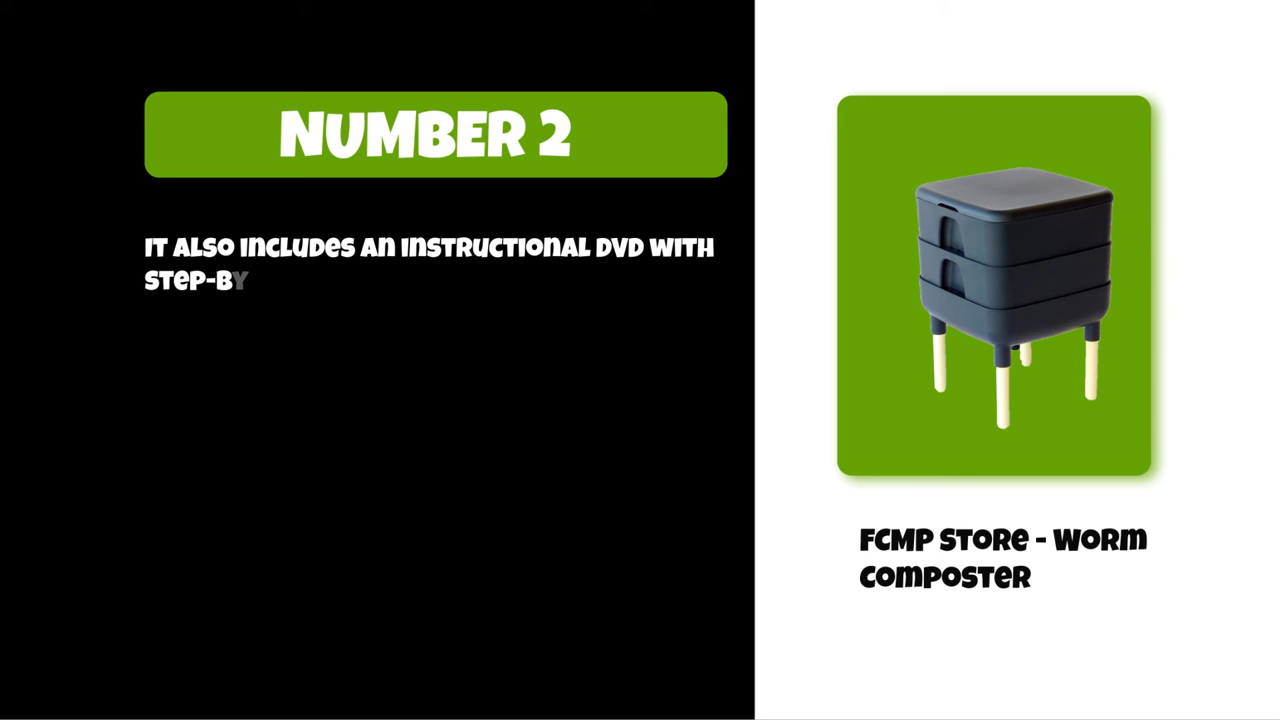 NUMBER 2
It also includes an instructional DVD with
step-by
FCMP Store - Worm
Composter